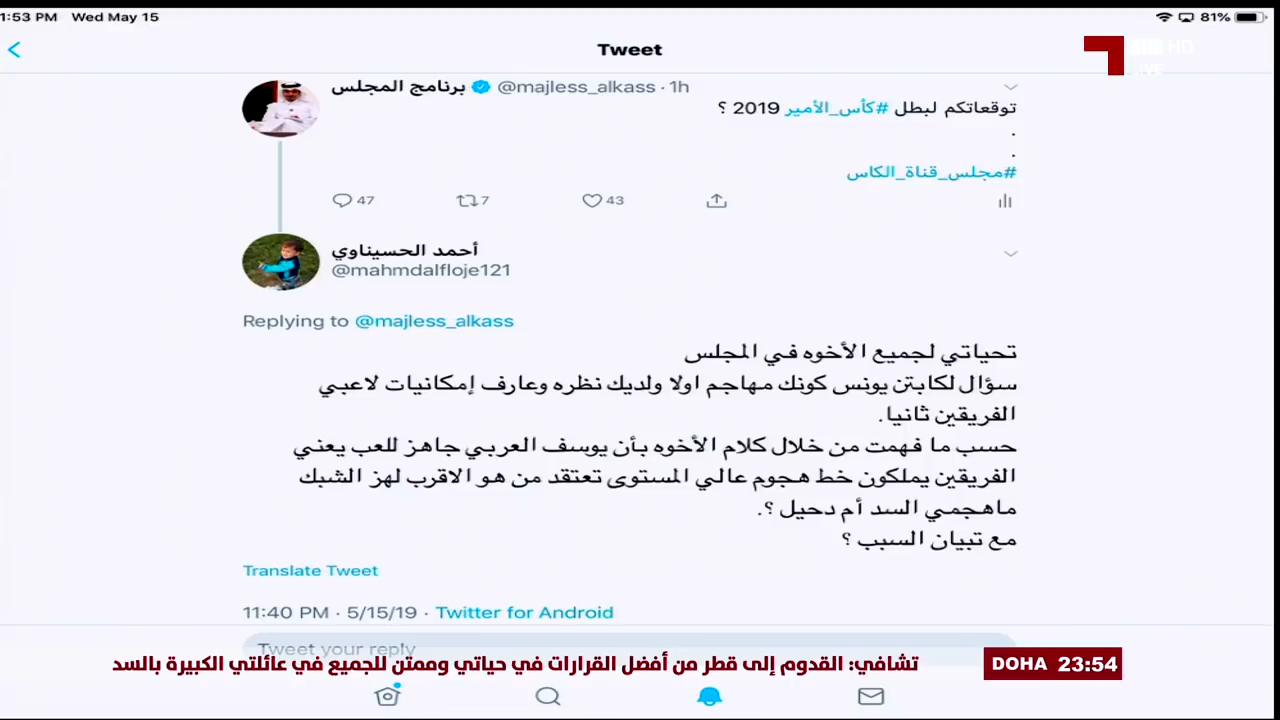 1:53 PM Wed May 15
81%
Tweet
HD
LIVE
برنامج المجلس @majless_alkass · 1h
توقعاتكم لبطل #كأس_الأمير 2019 ؟
.
.
#مجلس_قناة_الكاس
47 7 43
أحمد الحسيناوي
@mahmdalfloje121
Replying to @majless_alkass
تحياتي لجميع الأخوه في المجلس
سؤال لكابتن يونس كونك مهاجم اولا ولديك نظره وعارف إمكانيات لاعبي
الفريقين ثانيا.
حسب ما فهمت من خلال كلام الأخوه بأن يوسف العربي جاهز للعب يعني
الفريقين يملكون خط هجوم عالي المستوى تعتقد من هو الاقرب لهز الشبك
ماهجمي السد أم دحيل ؟.
مع تبيان السبب ؟
Translate Tweet
11:40 PM · 5/15/19 · Twitter for Android
Tweet your reply
تشافي: القدوم إلى قطر من أفضل القرارات في حياتي وممتن للجميع في عائلتي الكبيرة بالسد
DOHA 23:54